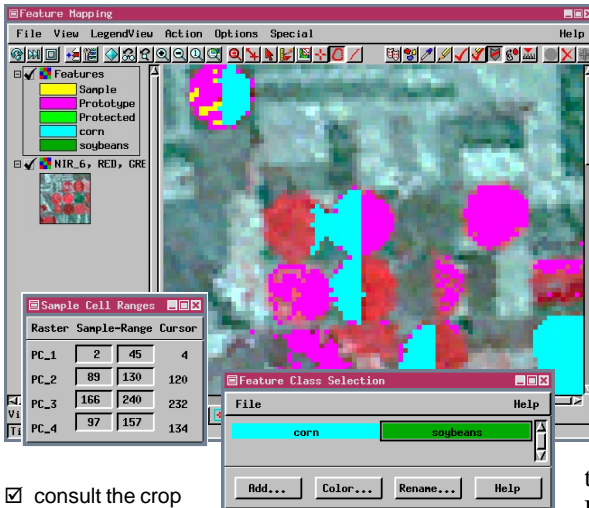 Feature Mapping
File View LegendView Action Options Special Help
Features
Sample
Prototype
Protected
corn
soybeans
NIR_6, RED, GRE
Sample Cell Ranges
Raster Sample-Range Cursor
PC_1 2 45 4
PC_2 89 130 120
PC_3 166 240 232
PC_4 97 157 134
Vi
Ti
Feature Class Selection
File Help
corn soybeans
Add... Color... Rename... Help
☑ consult the crop
t